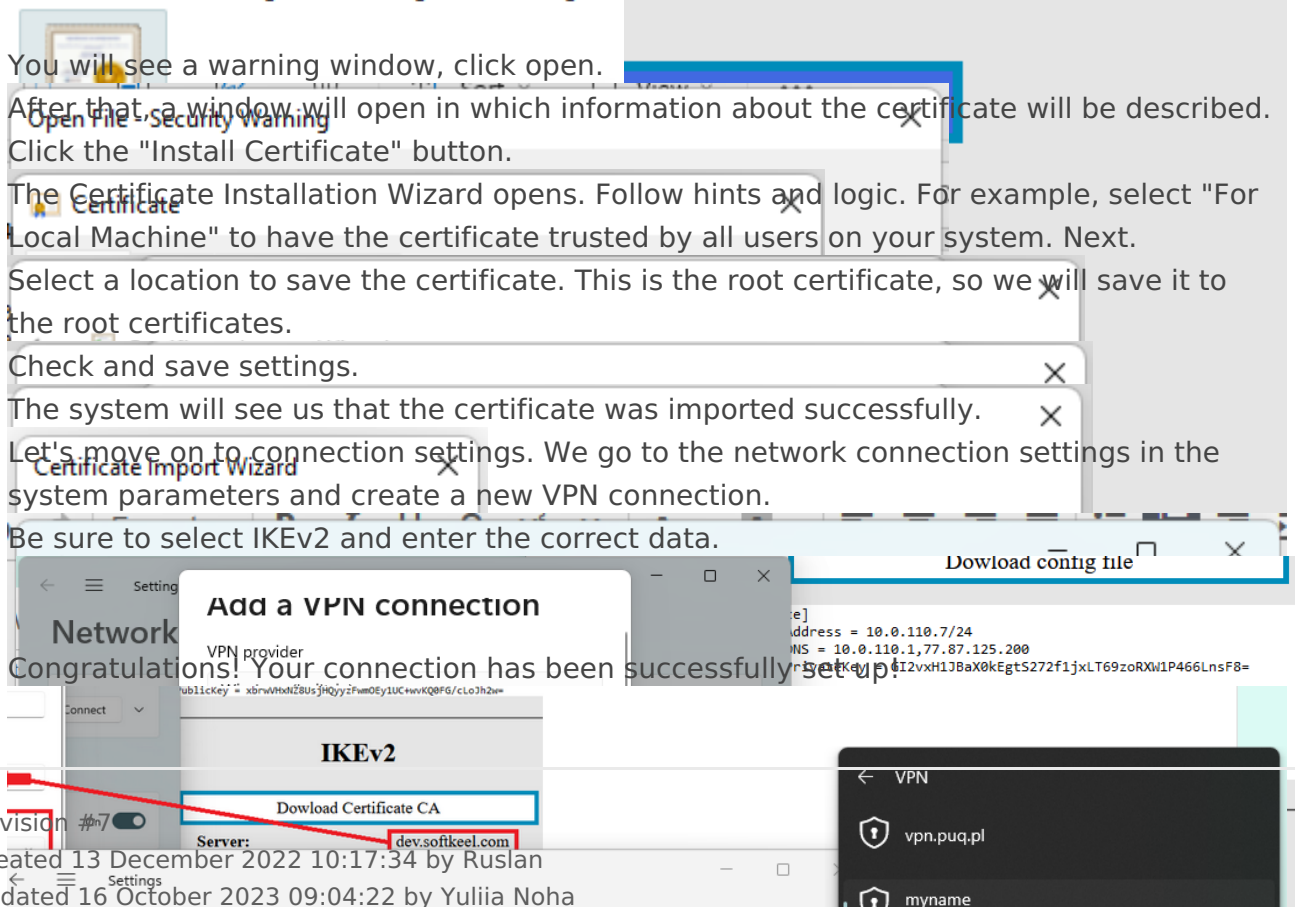 You will see a warning window, click open.
Sort View
After that, a window will open in which information about the certificate will be described.
Open File - Security Warning
Click the "Install Certificate" button.
The Certificate Installation Wizard opens. Follow hints and logic. For example, select "For
Certificate
Local Machine" to have the certificate trusted by all users on your system. Next.
Select a location to save the certificate. This is the root certificate, so we will save it to
the root certificates.
Check and save settings.
The system will see us that the certificate was imported successfully.
Let's move on to connection settings. We go to the network connection settings in the
Certificate Import Wizard
system parameters and create a new VPN connection.
Be sure to select IKEv2 and enter the correct data.
Dowload config file
Setting
Add a VPN connection
Network
VPN provider
ddress = 10.0.110.7/24
NS = 10.0.110.1,77.87.125.200
Congratulations! Your connection has been successfully set up!
Connect
IKEv2
VPN
Dowload Certificate CA
vision #7
Server: dev.softkeel.com
vpn.puq.pl
eated 13 December 2022 10:17:34 by Ruslan
Settings
dated 16 October 2023 09:04:22 by Yuliia Noha
myname